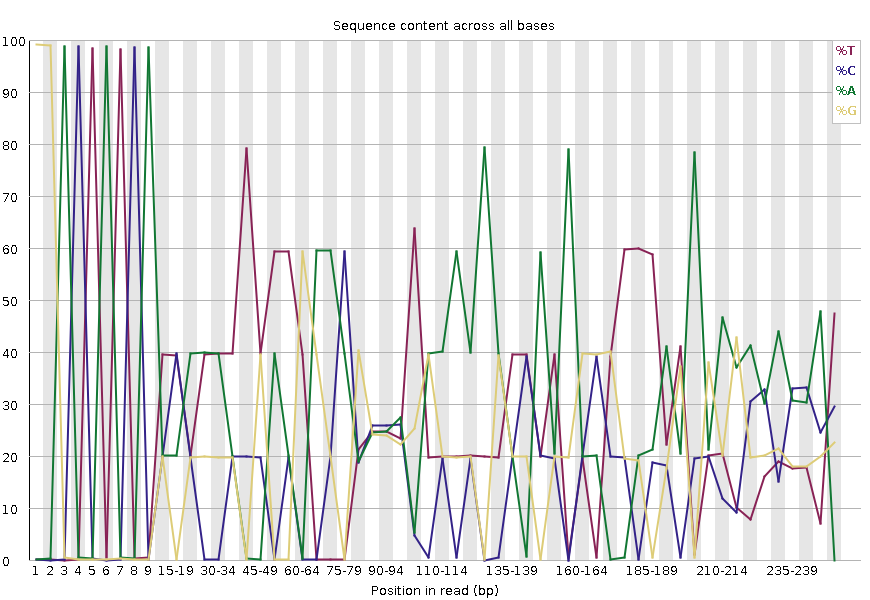 Sequence content across all bases
100
90
80
70
60
50
40
30
20
10
0
%T
%C
%A
%G
1 2 3 4 5 6 7 8 9 15-19 30-34 45-49 60-64 75-79 90-94 110-114 135-139 160-164 185-189 210-214 235-239
Position in read (bp)